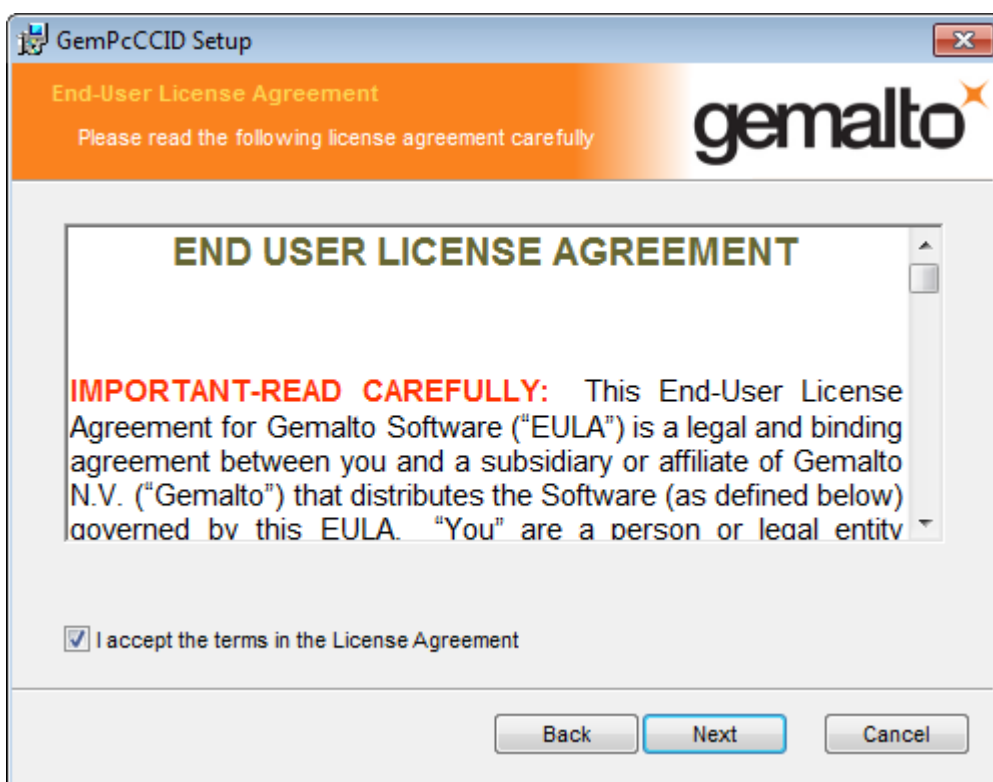 GemPcCCID Setup
End-User License Agreement
Please read the following license agreement carefully
gemalto
END USER LICENSE AGREEMENT
IMPORTANT-READ CAREFULLY: This End-User License
Agreement for Gemalto Software (“EULA”) is a legal and binding
agreement between you and a subsidiary or affiliate of Gemalto
N.V. (“Gemalto”) that distributes the Software (as defined below)
governed by this EULA. “You” are a person or legal entity
I accept the terms in the License Agreement
Back Next Cancel